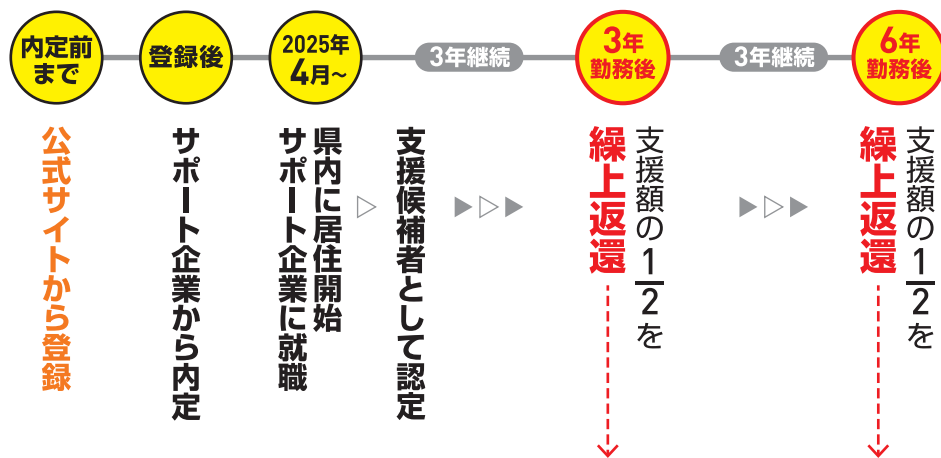 内定前
まで
登録後
2025年
4月~
3年継続
3年
勤務後
3年継続
6年
勤務後
公式サイトから登録
サポート企業から内定
県内に居住開始
サポート企業に就職
支援候補者として認定
支援額の1/2を
繰上返還
支援額の1/2を
繰上返還